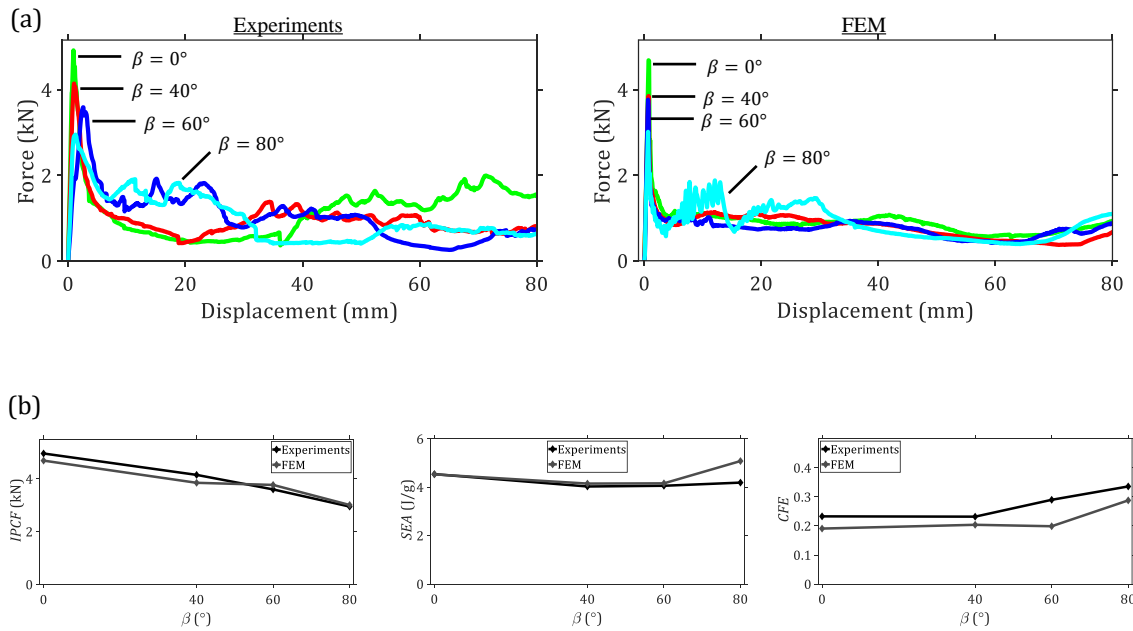 (a)
Experiments
FEM
β = 0°
β = 40°
β = 60°
β = 80°
Force (kN)
0
2
4
0
20
40
60
80
Displacement (mm)
β = 0°
β = 40°
β = 60°
β = 80°
Force (kN)
0
2
4
0
20
40
60
80
Displacement (mm)
(b)
Experiments
FEM
IPCF (kN)
0
2
4
0
40
60
80
β (°)
Experiments
FEM
SEA (J/g)
0
2
4
6
0
40
60
80
β (°)
Experiments
FEM
CFE
0
0.1
0.2
0.3
0.4
0
40
60
80
β (°)